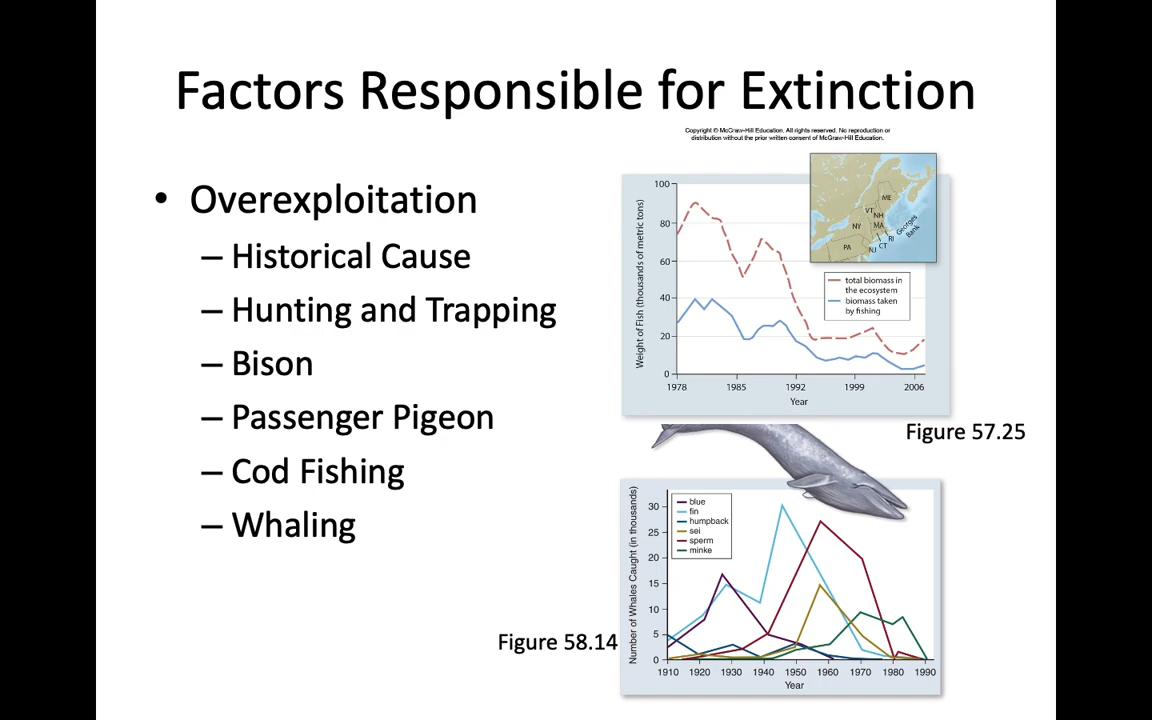 Factors Responsible for Extinction
Copyright © McGraw-Hill Education. All rights reserved. No reproduction or
distribution without the prior written consent of McGraw-Hill Education.
• Overexploitation
– Historical Cause
– Hunting and Trapping
– Bison
– Passenger Pigeon
– Cod Fishing
– Whaling
Weight of Fish (thousands of metric tons)
100
80
60
40
20
0
1978 1985 1992 1999 2006
Year
ME
VT
NH
NY
MA
PA
NJ
CT
RI
Georges
Bank
total biomass in
the ecosystem
biomass taken
by fishing
Figure 57.25
Number of Whales Caught (in thousands)
30
25
20
15
10
5
0
1910 1920 1930 1940 1950 1960 1970 1980 1990
Year
blue
fin
humpback
sei
sperm
minke
Figure 58.14